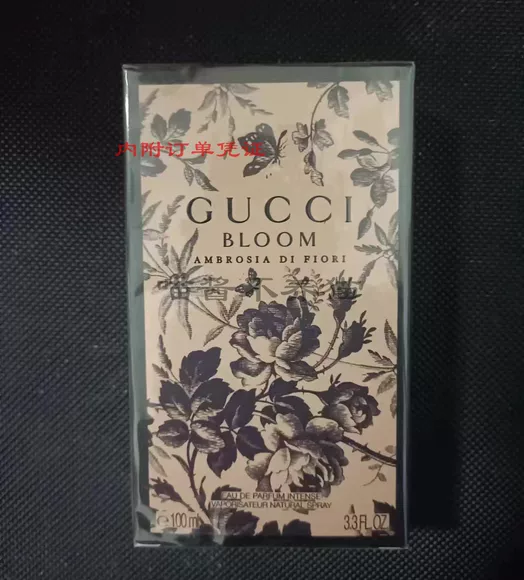 内附订单凭证
GUCCI
BLOOM
AMBROSIA DI FIORI
EAU DE PARFUM INTENSE
VAPORISATEUR NATURAL SPRAY
℮ 100 ml
3.3 FL.OZ